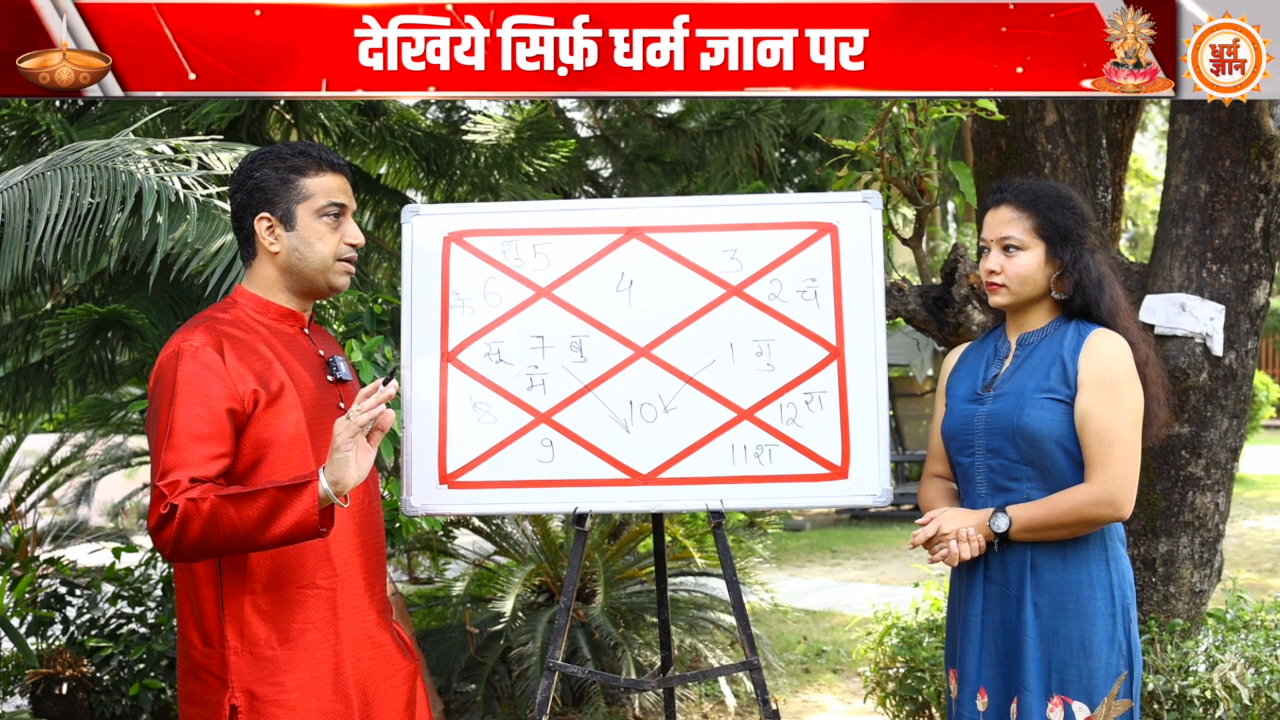 देखिये सिर्फ़ धर्म ज्ञान पर
धर्म
ज्ञान
शु 5
3
के 6
4
2 चं
सू 7 बु
मं
1 गु
8
10
12 रा
9
11 श